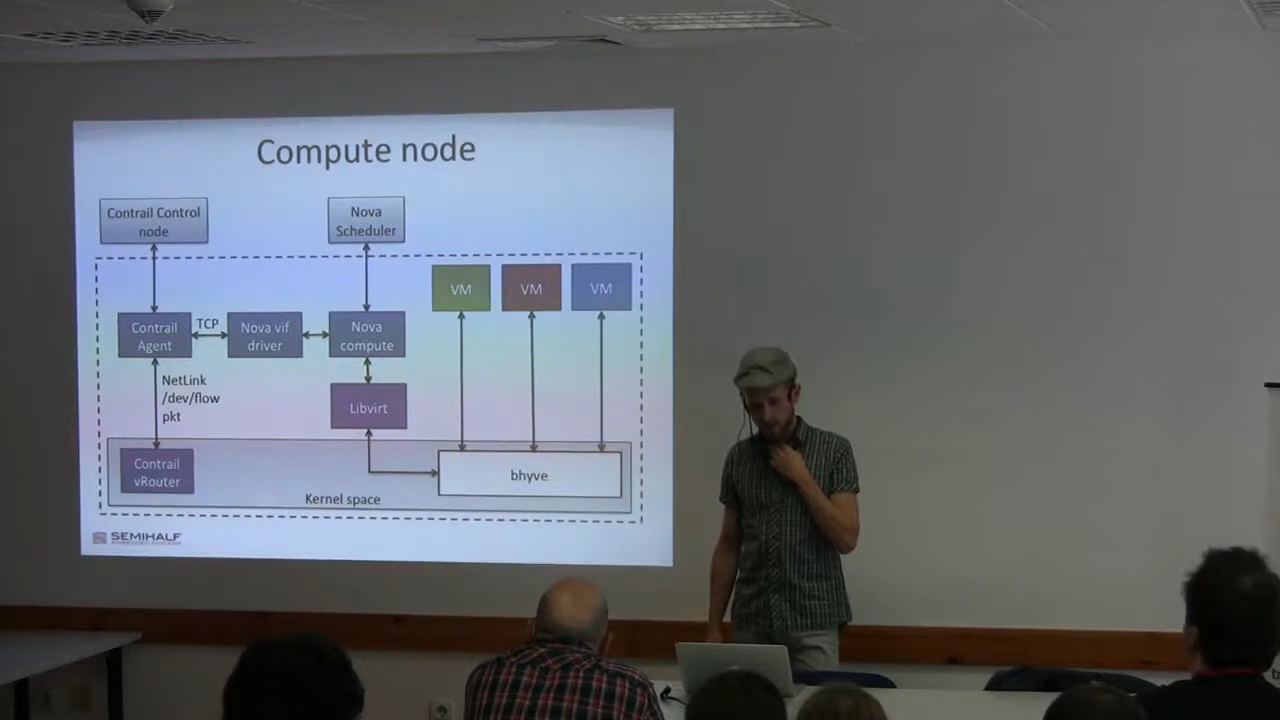 Compute node
Contrail Control
node
Nova
Scheduler
VM
VM
VM
Contrail
Agent
TCP
Nova vif
driver
Nova
compute
NetLink
/dev/flow
pkt
Libvirt
Contrail
vRouter
bhyve
Kernel space
SEMIHALF